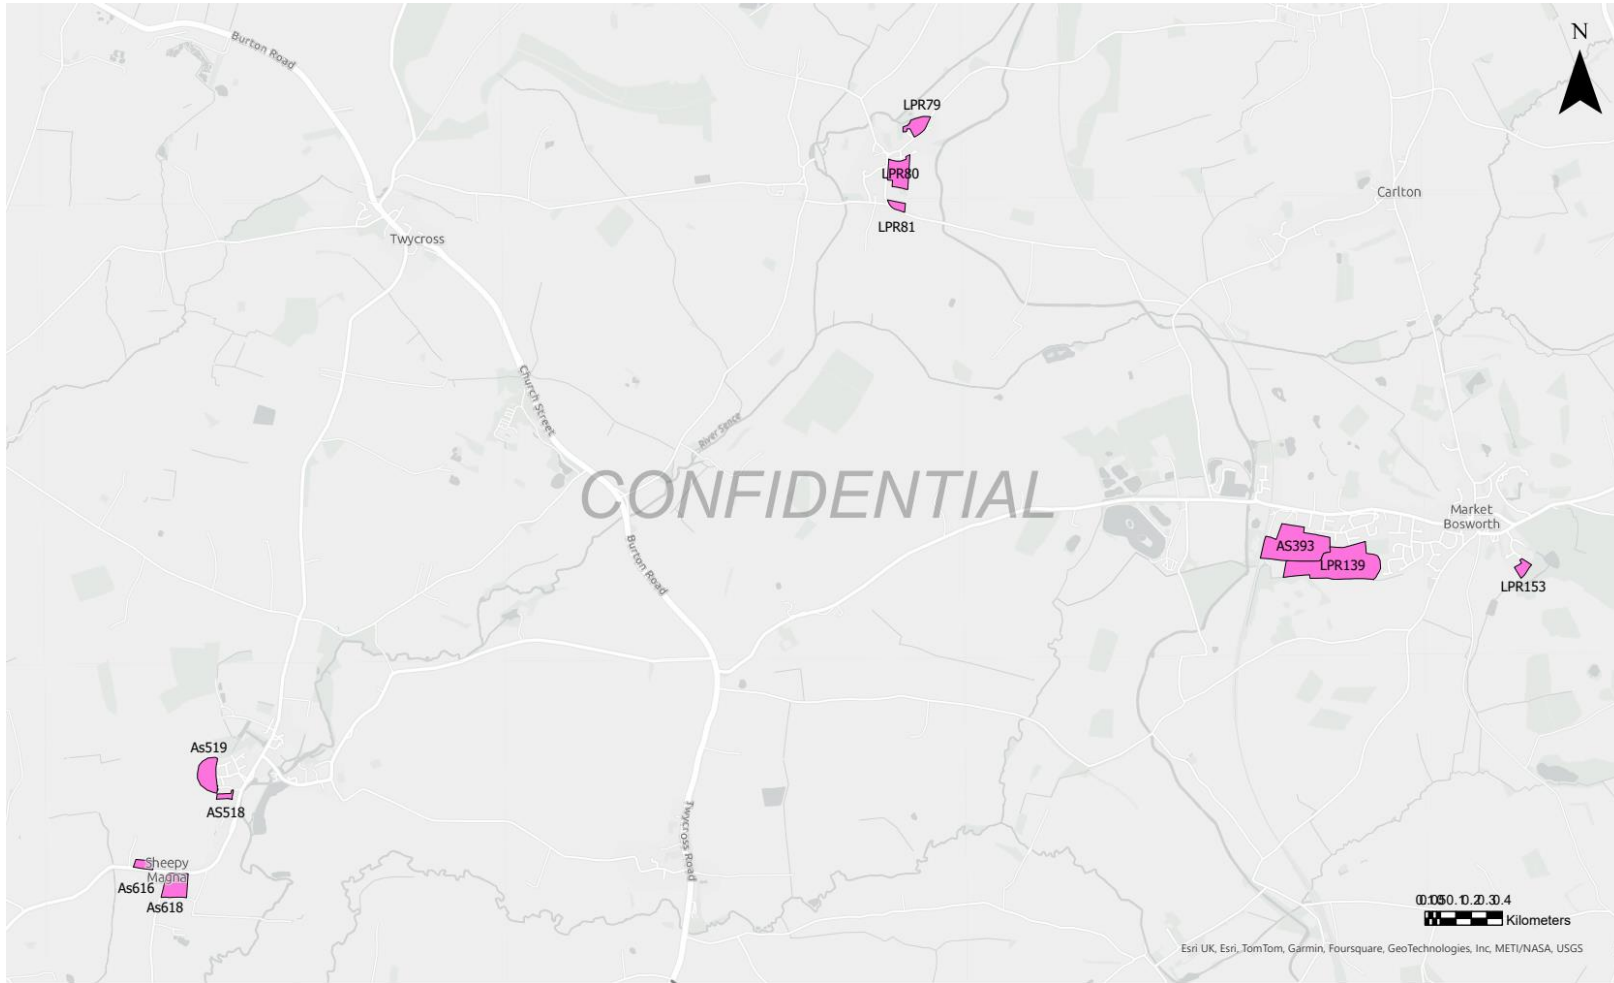 N
Burton Road
LPR79
LPR80
Carlton
LPR81
Twycross
Church Street
River Sence
CONFIDENTIAL
Market
Bosworth
AS393
LPR139
LPR153
Burton Road
As519
AS518
Twycross Road
Sheepy
Magna
As616
As618
Kilometers
Esri UK, Esri, TomTom, Garmin, Foursquare, GeoTechnologies, Inc, METI/NASA, USGS